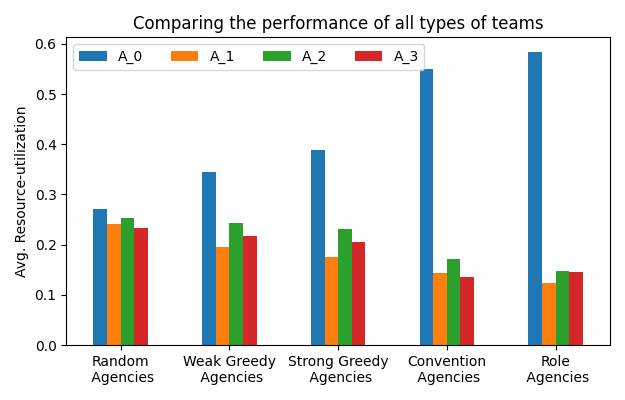 Comparing the performance of all types of teams
A_0 A_1 A_2 A_3
Avg. Resource-utilization
0.6
0.5
0.4
0.3
0.2
0.1
0.0
Random Weak Greedy Strong Greedy Convention Role
Agencies Agencies Agencies Agencies Agencies